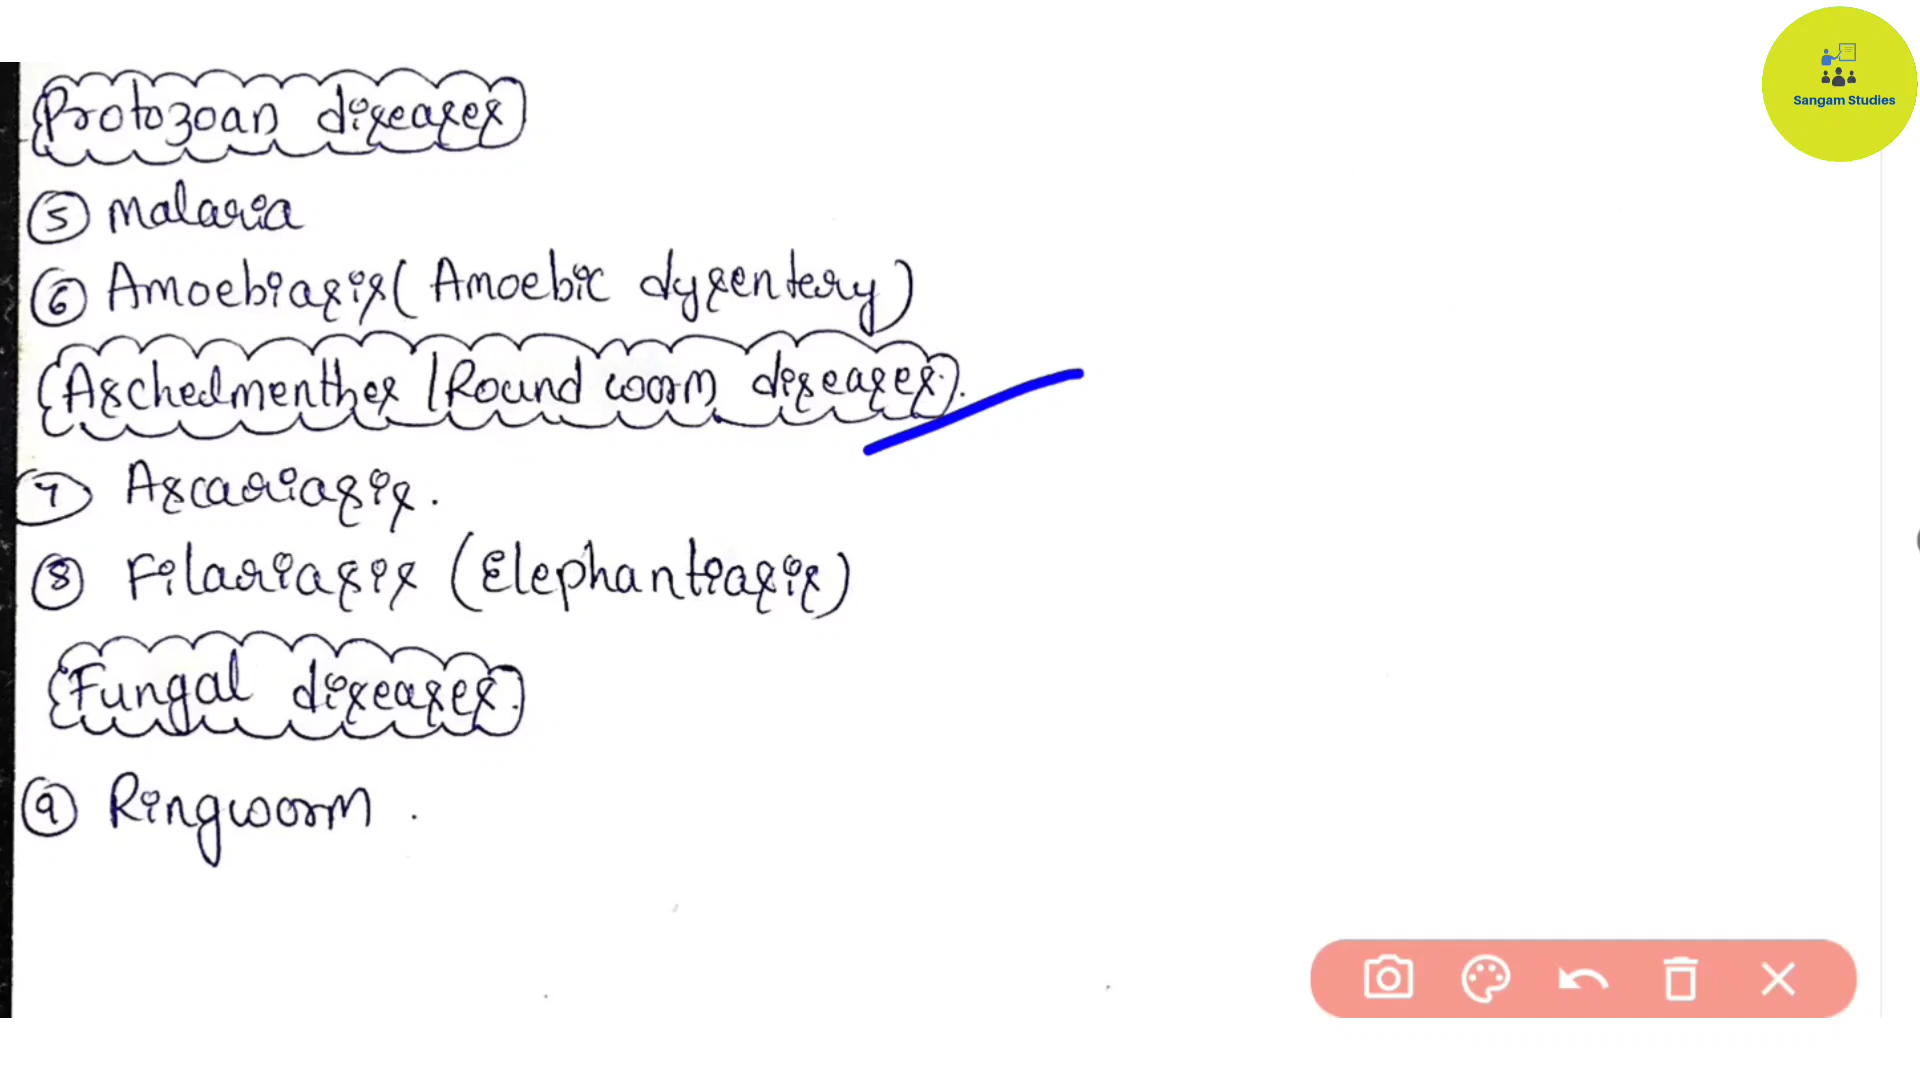 Sangam Studies
Protozoan diseases
5 Malaria
6 Amoebiasis (Amoebic dysentery)
Aschedmenthes / Round worm diseases.
7 Ascariasis.
8 Filariasis (Elephantiasis)
Fungal diseases.
9 Ringworm .